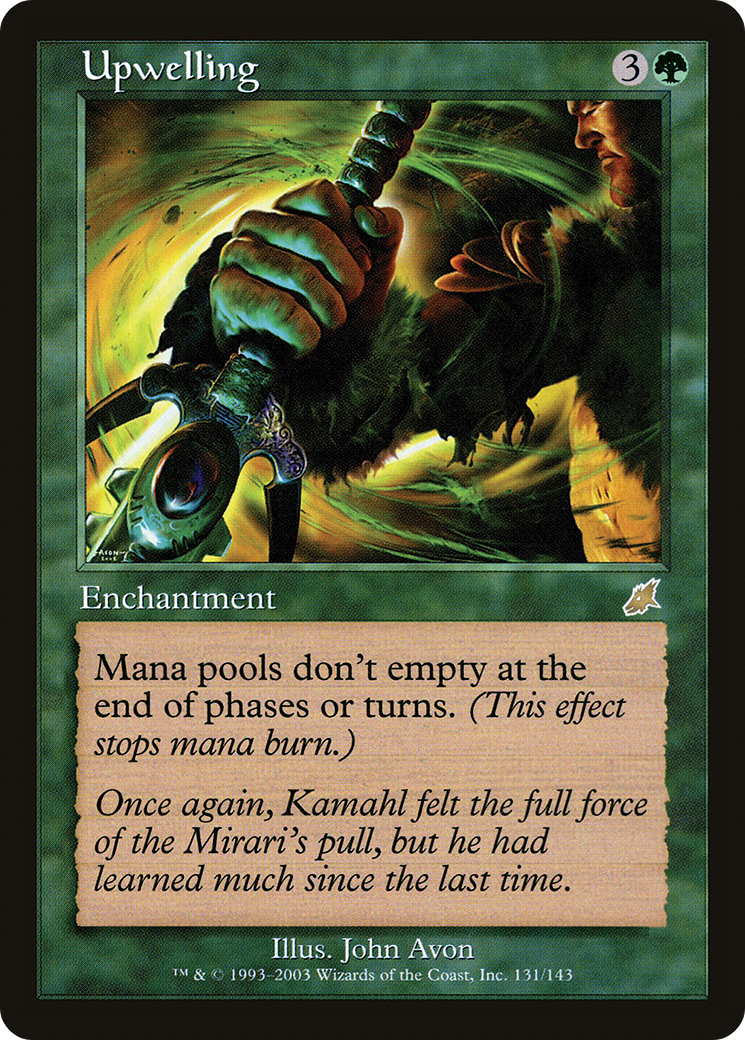 Upwelling
3
Enchantment
Mana pools don't empty at the
end of phases or turns. (This effect
stops mana burn.)
Once again, Kamahl felt the full force
of the Mirari's pull, but he had
learned much since the last time.
Illus. John Avon
™ & © 1993–2003 Wizards of the Coast, Inc. 131/143